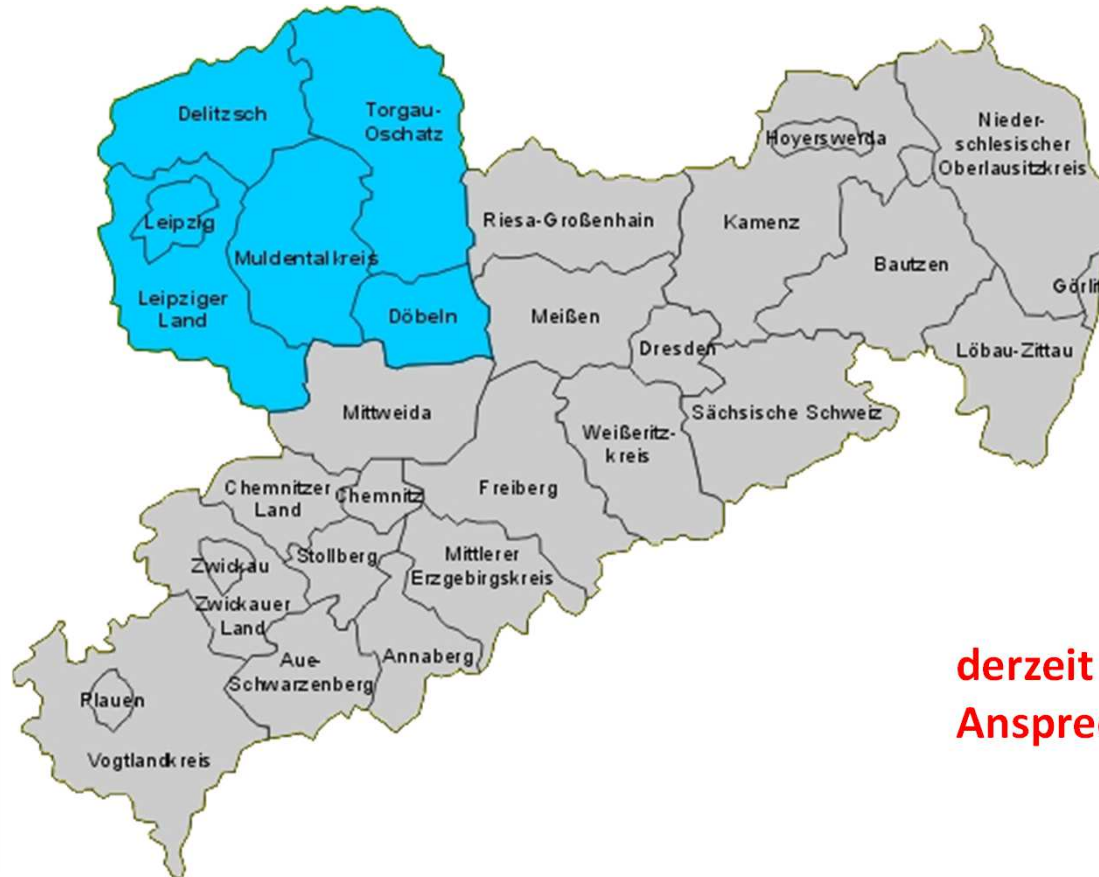 Delitzsch
Torgau-
Oschatz
Leipzig
Muldentalkreis
Leipziger
Land
Döbeln
Riesa-Großenhain
Meißen
Hoyerswerda
Kamenz
Nieder-
schlesischer
Oberlausitzkreis
Bautzen
Görlit
Dresden
Löbau-Zittau
Sächsische Schweiz
Mittweida
Weißeritz-
kreis
Freiberg
Chemnitzer
Land
Chemnitz
Stollberg
Mittlerer
Erzgebirgskreis
Zwickau
Zwickauer
Land
Aue-
Schwarzenberg
Annaberg
Plauen
Vogtlandkreis
derzeit
Anspre